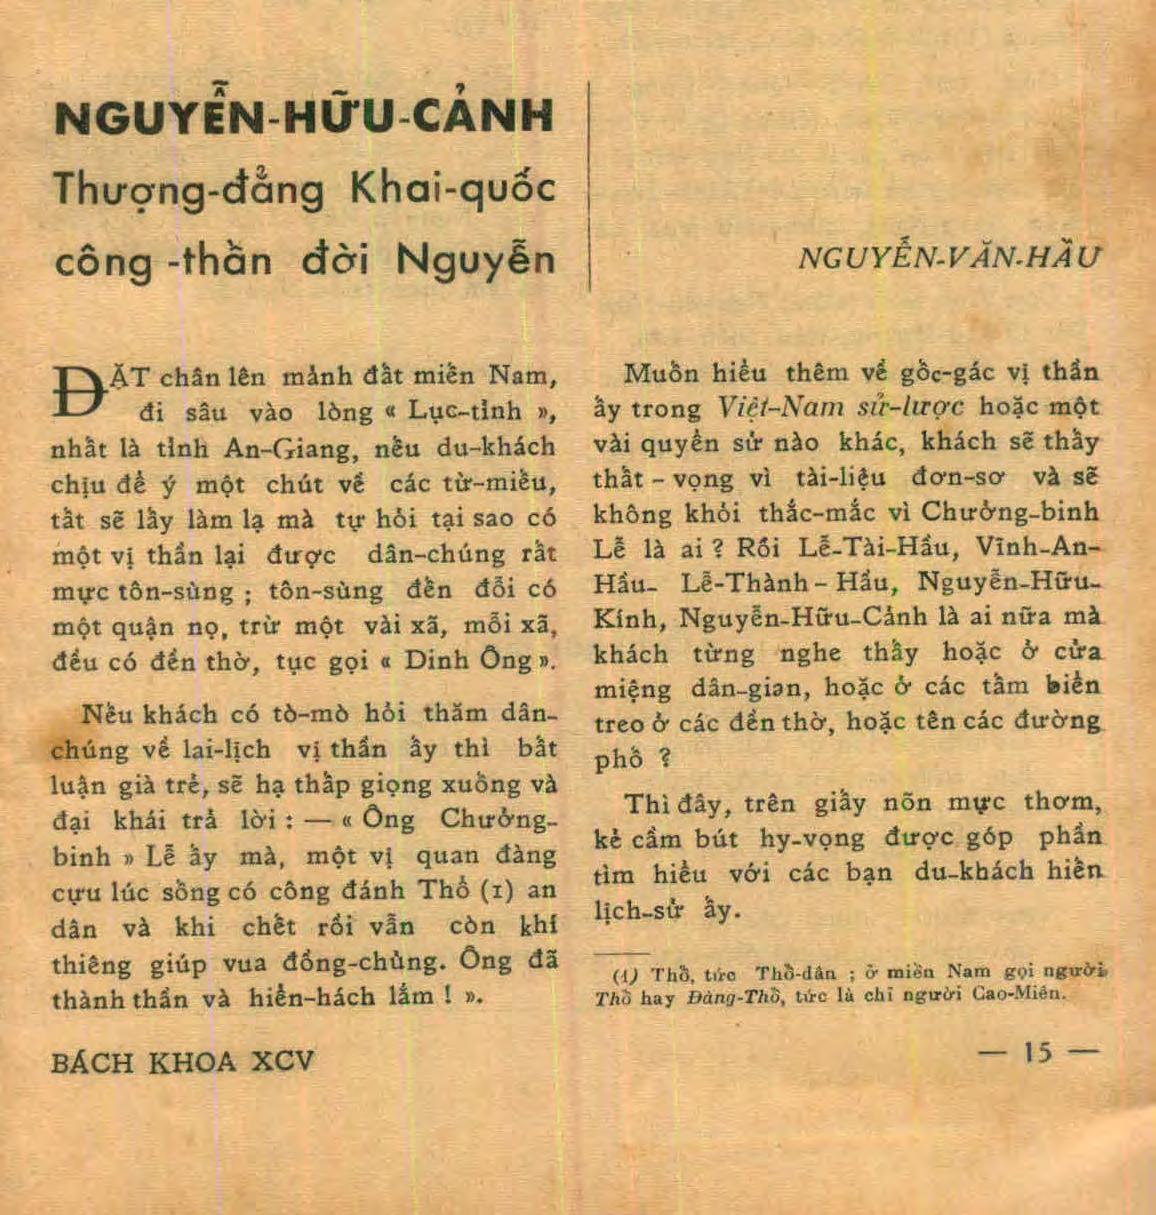 NGUYỄN-HỮU-CẢNH
Thượng-đẳng Khai-quốc
công-thần đời Nguyễn
NGUYỄN-VĂN-HẦU
ĐẶT chân lên mảnh đất miền Nam,
đi sâu vào lòng « Lục-tỉnh »,
nhất là tỉnh An-Giang, nếu du-khách
chịu để ý một chút về các từ-miếu,
tất sẽ lấy làm lạ mà tự hỏi tại sao có
một vị thần lại được dân-chúng rất
mực tôn-sùng ; tôn-sùng đến đỗi có
một quận nọ, trừ một vài xã, mỗi xã,
đều có đền thờ, tục gọi « Dinh Ông ».
Nếu khách có tò-mò hỏi thăm dân-
chúng về lai-lịch vị thần ấy thì bất
luận già trẻ, sẽ hạ thấp giọng xuống và
đại khái trả lời : — « Ông Chưởng-
binh » Lễ ấy mà, một vị quan đàng
cựu lúc sống có công đánh Thổ (1) an
dân và khi chết rồi vẫn còn khí
thiêng giúp vua đồng-chủng. Ông đã
thành thần và hiển-hách lắm ! ».
Muốn hiểu thêm về gốc-gác vị thần
ấy trong Việt-Nam sử-lược hoặc một
vài quyển sử nào khác, khách sẽ thấy
thất-vọng vì tài-liệu đơn-sơ và sẽ
không khỏi thắc-mắc vì Chưởng-binh
Lễ là ai ? Rồi Lễ-Tài-Hầu, Vĩnh-An-
Hầu- Lễ-Thành-Hầu, Nguyễn-Hữu-
Kính, Nguyễn-Hữu-Cảnh là ai nữa mà
khách từng nghe thấy hoặc ở cửa
miệng dân-gian, hoặc ở các tấm biển
treo ở các đền thờ, hoặc tên các đường
phố ?
Thì đây, trên giấy nõn mực thơm,
kẻ cầm bút hy-vọng được góp phần
tìm hiểu với các bạn du-khách hiền
lịch-sử ấy.
(1) Thổ, tức Thổ-dân ; ở miền Nam gọi người
Thổ hay Đàng-Thổ, tức là chỉ người Cao-Miên.
BÁCH KHOA XCV
— 15 —